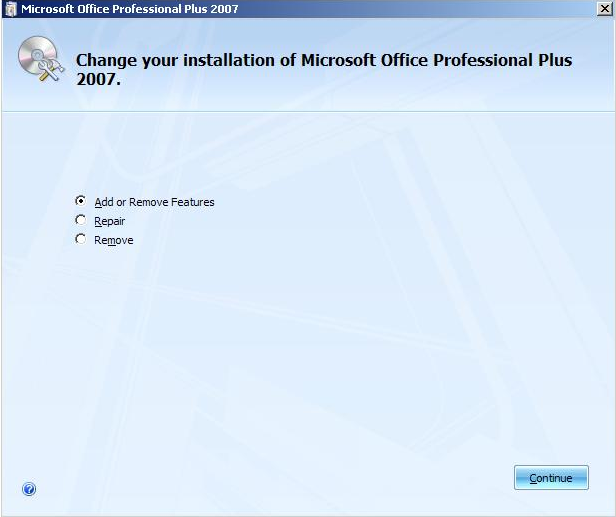 Microsoft Office Professional Plus 2007
Change your installation of Microsoft Office Professional Plus
2007.
Add or Remove Features
Repair
Remove
Continue